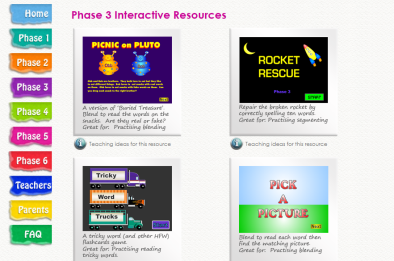 Home
Phase 1
Phase 2
Phase 3
Phase 4
Phase 5
Phase 6
Teachers
Parents
FAQ
Phase 3 Interactive Resources
PICNIC on PLUTO
A version of 'Buried Treasure'.
Blend to read the words on the
snacks. Are they real or fake?
Great for: Practising blending
Teaching ideas for this resource
ROCKET
RESCUE
Phase 3
START
Repair the broken rocket by
correctly spelling ten words
Great for: Practising segmenting
Teaching ideas for this resource
Tricky
Word
Trucks
A tricky word (and other HFW)
flashcards game
Great for: Practising reading
tricky words.
PICK
A
PICTURE
Blend to read each word then
find the matching picture
Great for: Practising blending